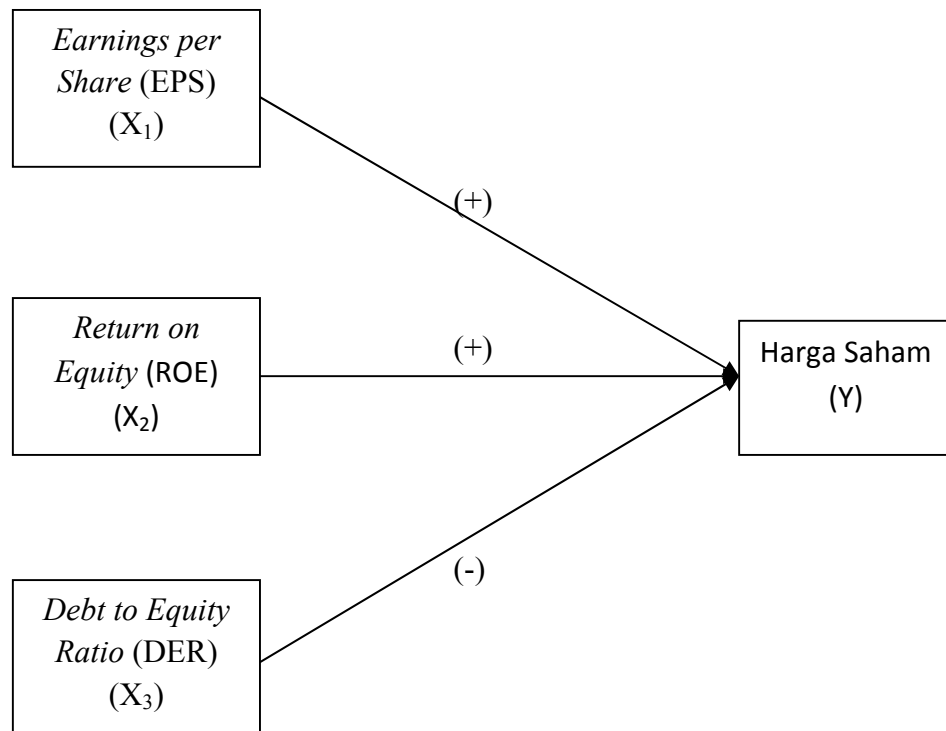 Earnings per
Share (EPS)
(X₁)
(+)
Return on
Equity (ROE)
(X₂)
(+)
Harga Saham
(Y)
(-)
Debt to Equity
Ratio (DER)
(X₃)